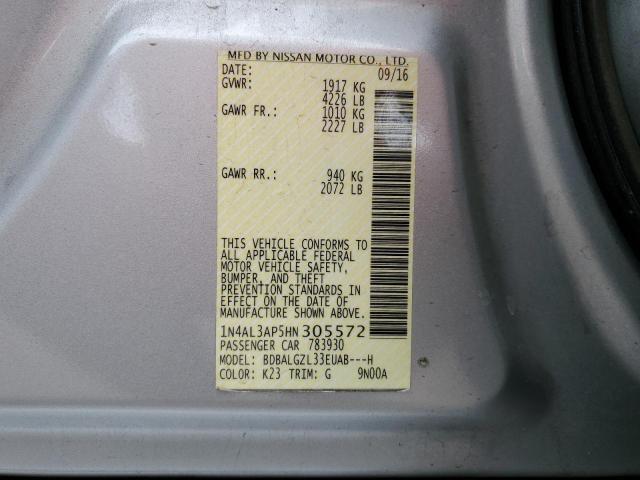 MFD BY NISSAN MOTOR CO., LTD.
DATE: 09/16
GVWR: 1917 KG
4226 LB
GAWR FR.: 1010 KG
2227 LB
GAWR RR.: 940 KG
2072 LB
THIS VEHICLE CONFORMS TO
ALL APPLICABLE FEDERAL
MOTOR VEHICLE SAFETY,
BUMPER, AND THEFT
PREVENTION STANDARDS IN
EFFECT ON THE DATE OF
MANUFACTURE SHOWN ABOVE.
1N4AL3AP5HN305572
PASSENGER CAR 783930
MODEL: BDBALGZL33EUAB---H
COLOR: K23 TRIM: G 9N00A